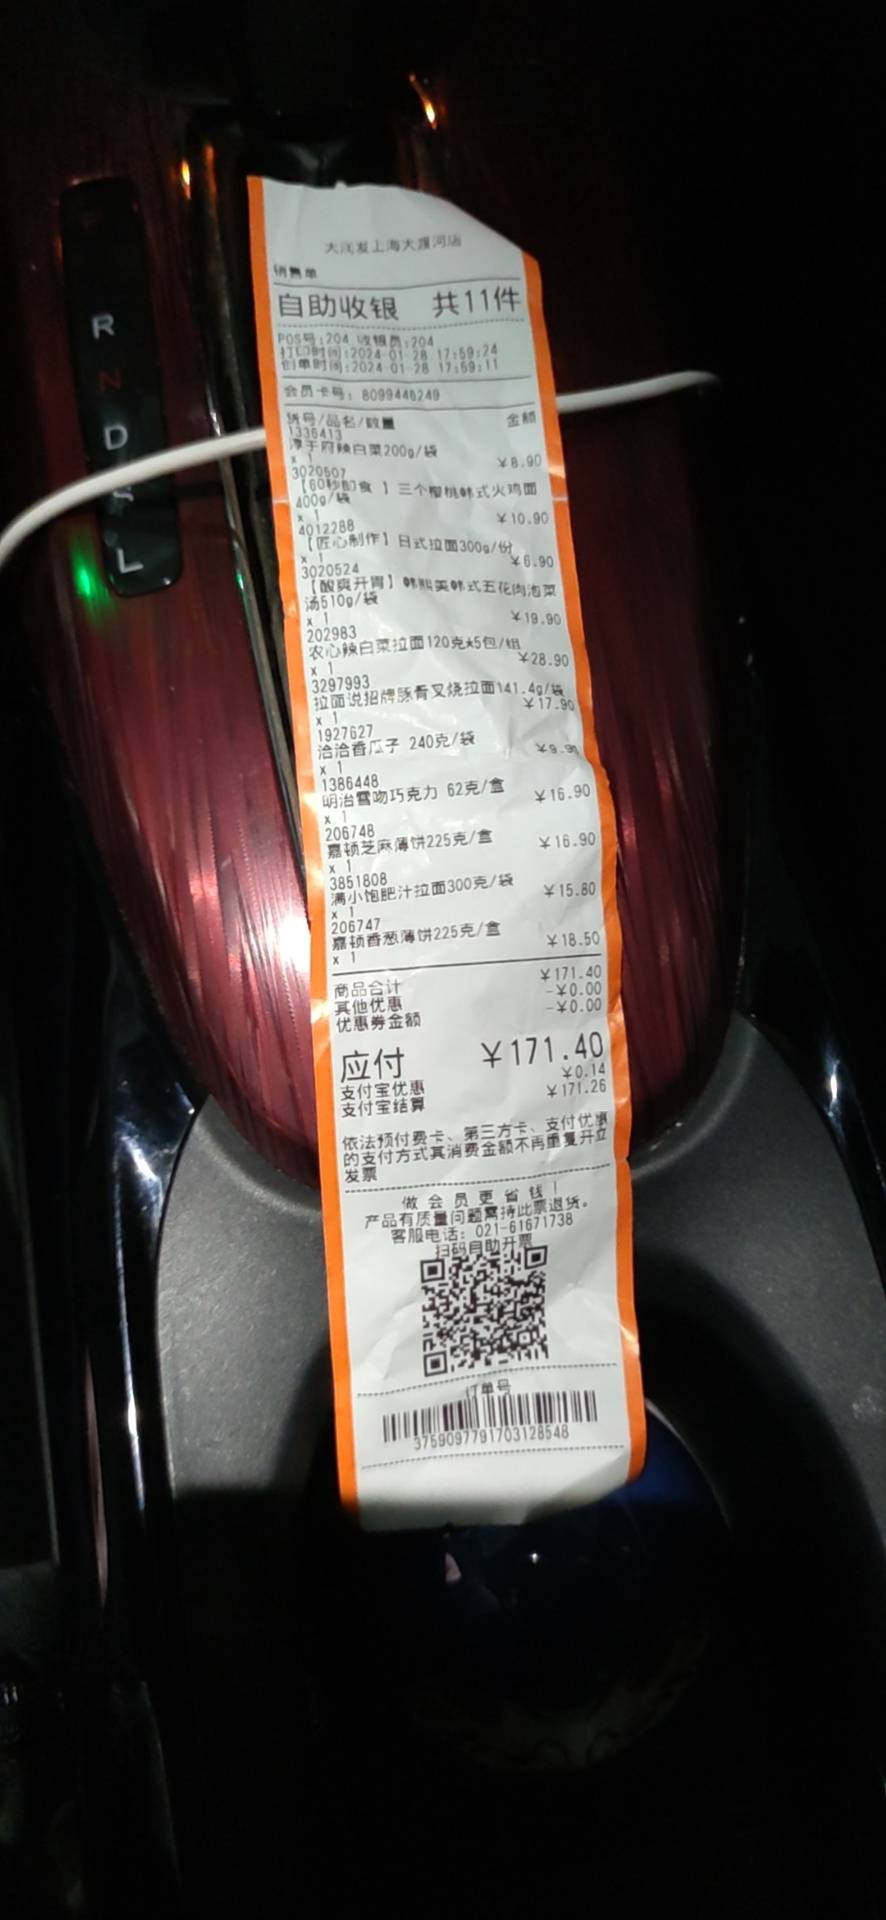 大润发上海大渡河店
销售单
自助收银 共11件
POS号:204 收银员:204
打印时间:2024-01-28 17:59:24
创单时间:2024-01-28 17:59:11
会员卡号: 8099446249
货号/品名/数量 金额
1336413
淳于府辣白菜200g/袋
x 1 ¥8.90
3020507
【60秒即食 】三个樱桃韩式火鸡面
400g/袋
x 1 ¥10.90
4012288
【匠心制作】日式拉面300g/份
x 1 ¥6.90
3020524
【酸爽开胃】韩熙美韩式五花肉泡菜
汤510g/袋
x 1 ¥19.90
202983
农心辣白菜拉面120克*5包/组
x 1 ¥28.90
3297993
拉面说招牌豚骨叉烧拉面141.4g/袋
x 1 ¥17.90
1927627
洽洽香瓜子 240克/袋
x 1 ¥9.90
1386448
明治雪吻巧克力 62克/盒
x 1 ¥16.90
206748
嘉顿芝麻薄饼225克/盒
x 1 ¥16.90
3851808
满小饱肥汁拉面300克/袋
x 1 ¥15.80
206747
嘉顿香葱薄饼225克/盒
x 1 ¥18.50
商品合计 ¥171.40
其他优惠 -¥0.00
优惠券金额 -¥0.00
应付 ¥171.40
支付宝优惠 ¥0.14
支付宝结算 ¥171.26
依法预付费卡、第三方卡、支付优惠
的支付方式其消费金额不再重复开立
发票
做会员更省钱!
产品有质量问题需持此票退货。
客服电话: 021-61671738
扫码自助开票
订单号
3759097791703128548
R
N
D
S
L